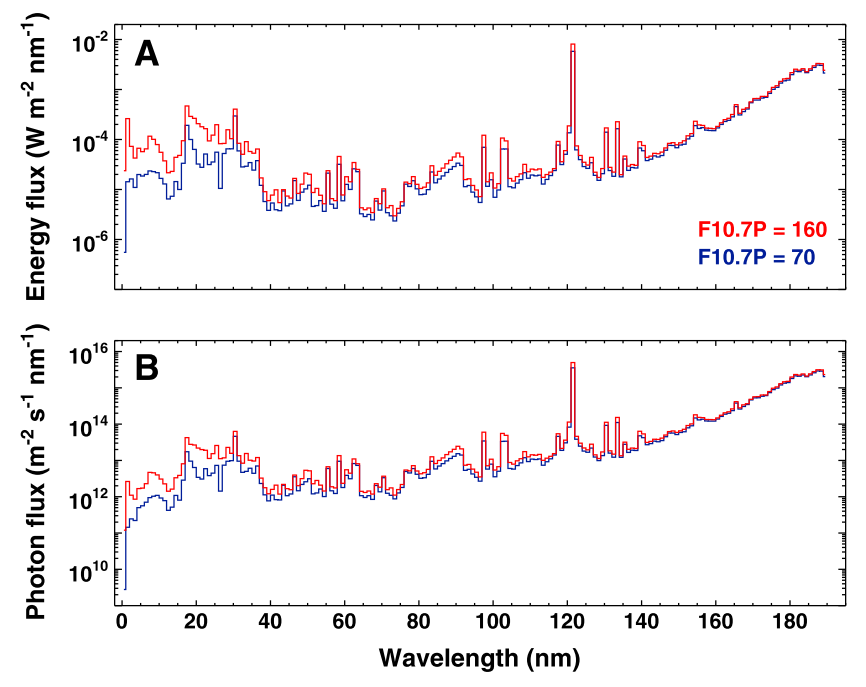 A
Energy flux (W m⁻² nm⁻¹)
10⁻²
10⁻⁴
10⁻⁶
F10.7P = 160
F10.7P = 70
B
Photon flux (m⁻² s⁻¹ nm⁻¹)
10¹⁶
10¹⁴
10¹²
10¹⁰
0 20 40 60 80 100 120 140 160 180
Wavelength (nm)